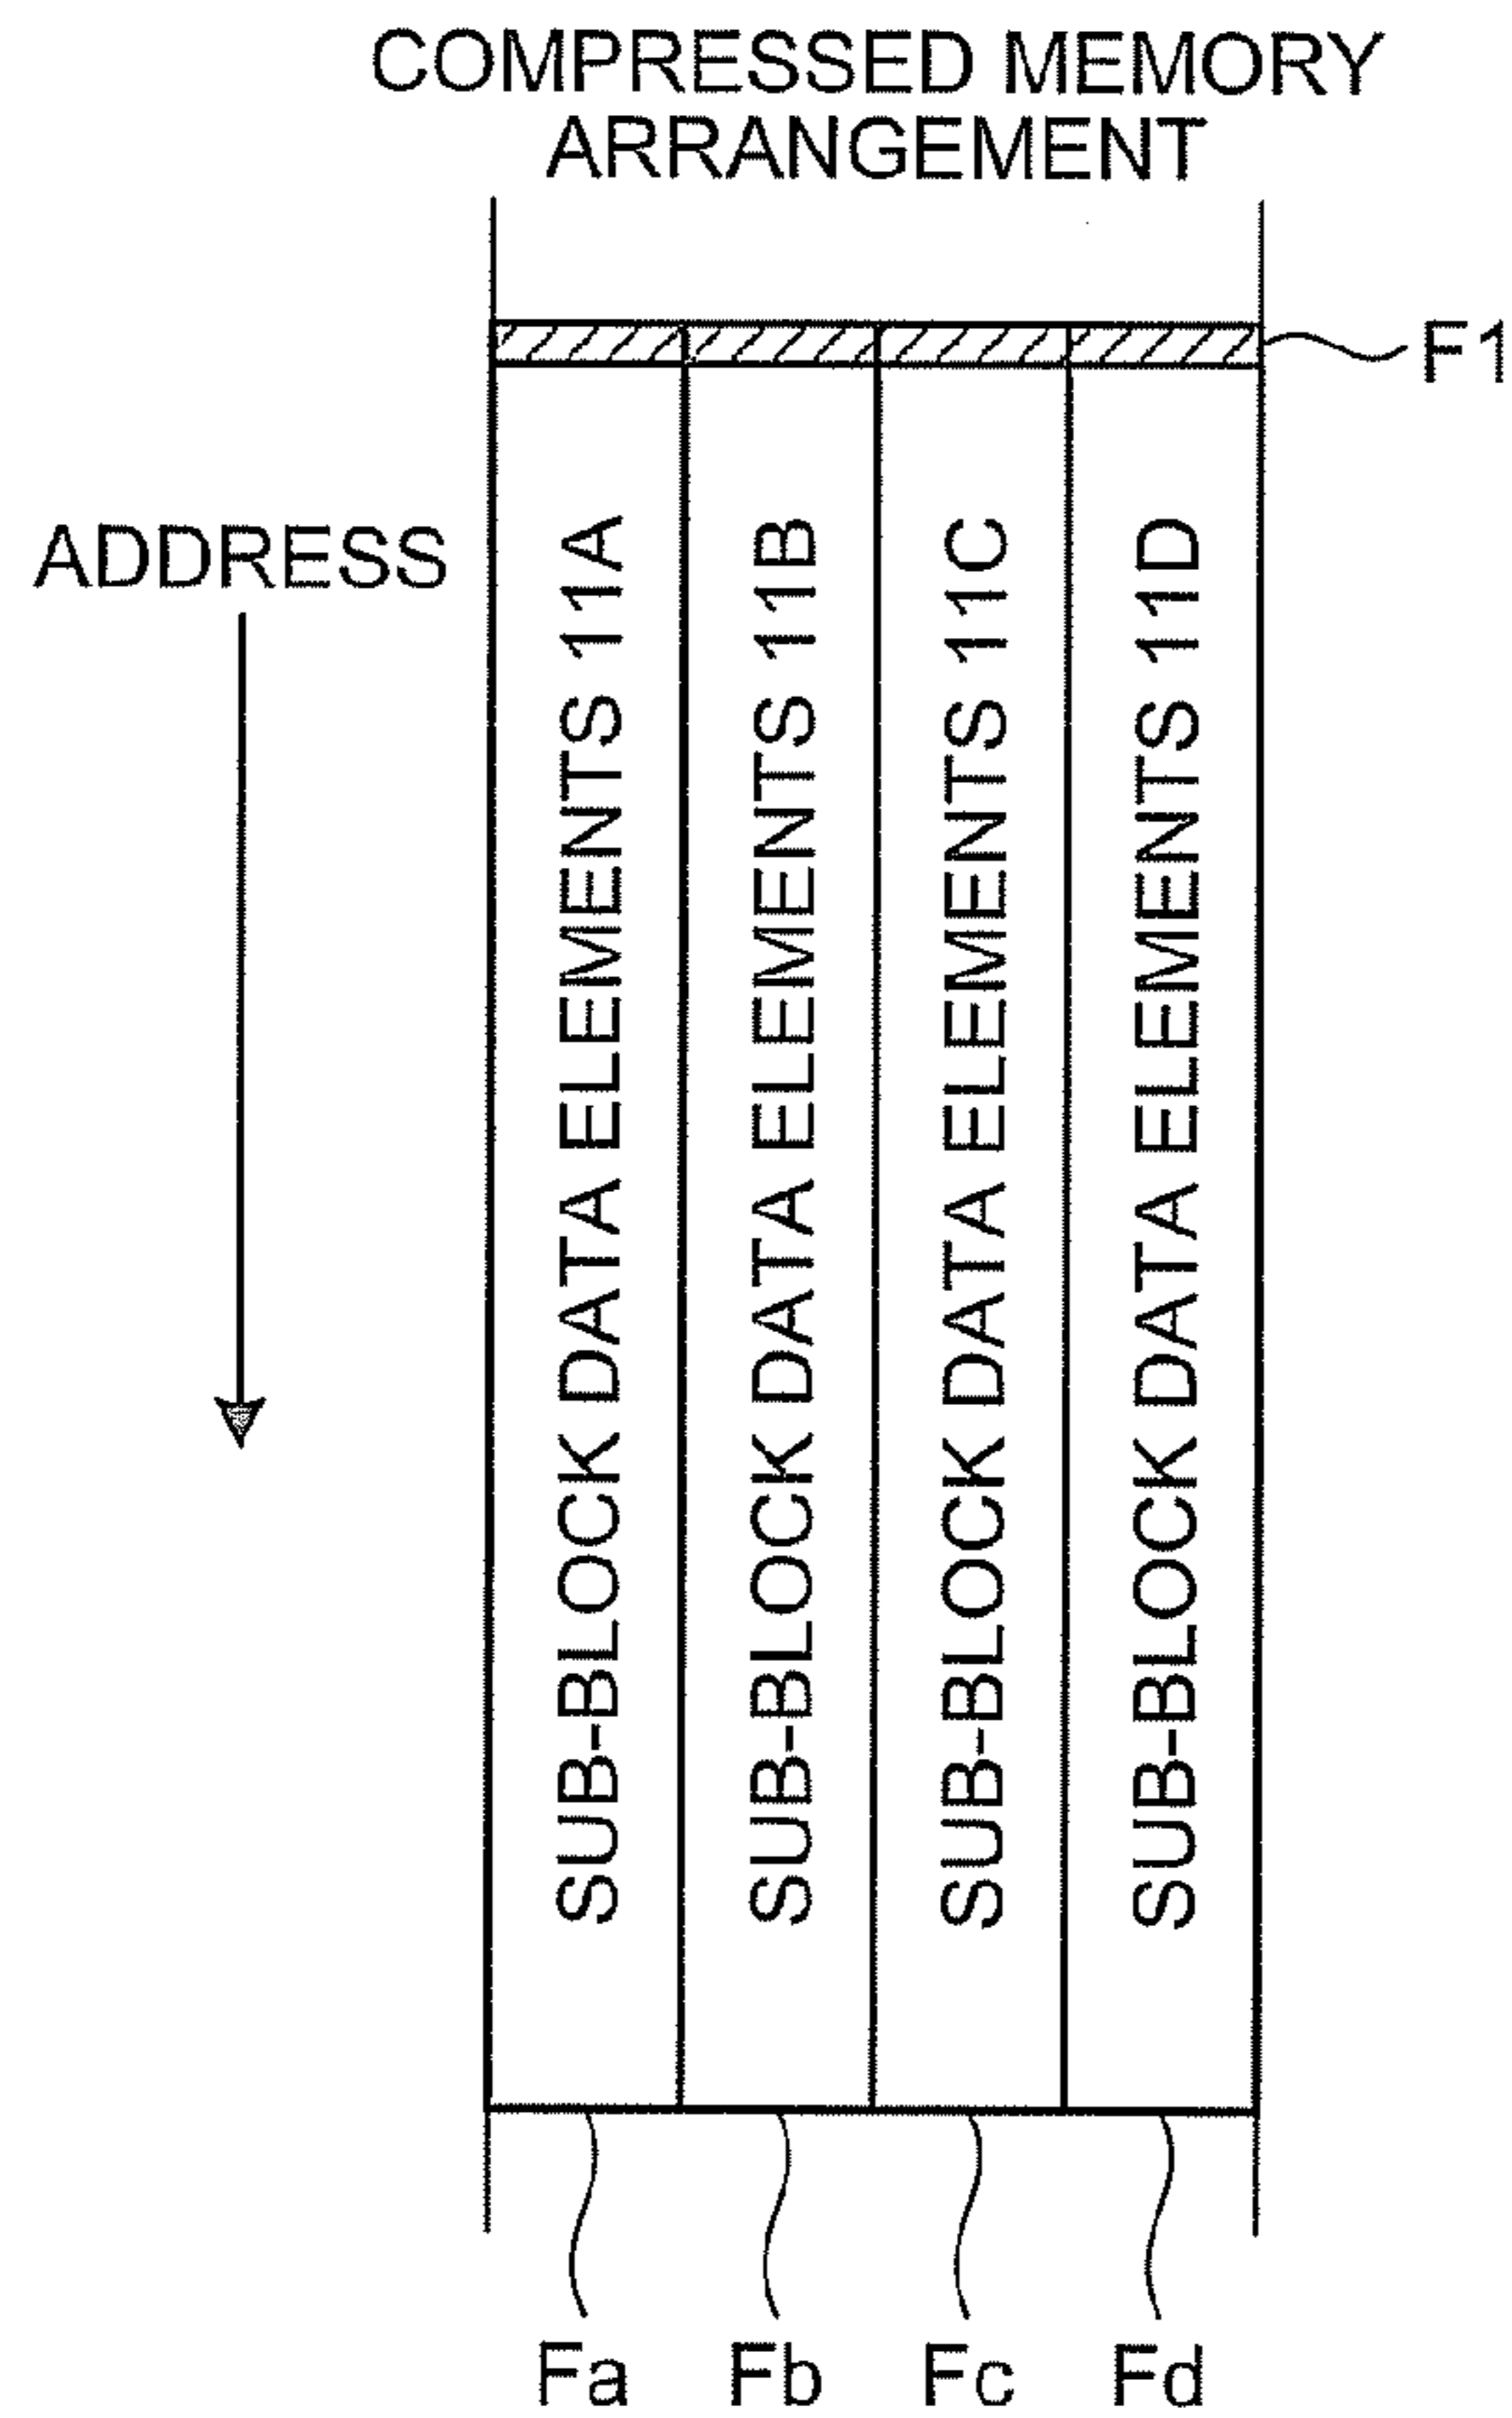 COMPRESSED MEMORY
ARRANGEMENT
F1
ADDRESS
SUB-BLOCK DATA ELEMENTS 11A
SUB-BLOCK DATA ELEMENTS 11B
SUB-BLOCK DATA ELEMENTS 11C
SUB-BLOCK DATA ELEMENTS 11D
Fa
Fb
Fc
Fd